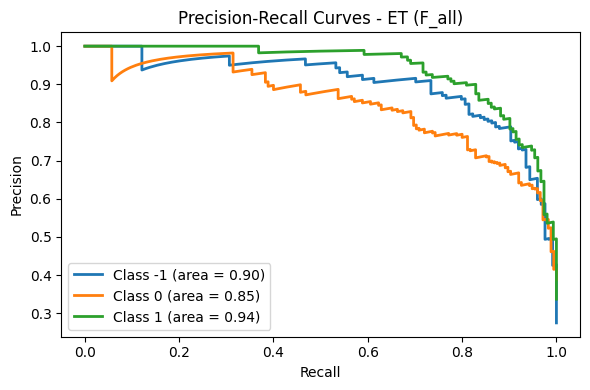 Precision-Recall Curves - ET (F_all)
Precision
1.0
0.9
0.8
0.7
0.6
0.5
0.4
0.3
Class -1 (area = 0.90)
Class 0 (area = 0.85)
Class 1 (area = 0.94)
0.0 0.2 0.4 0.6 0.8 1.0
Recall